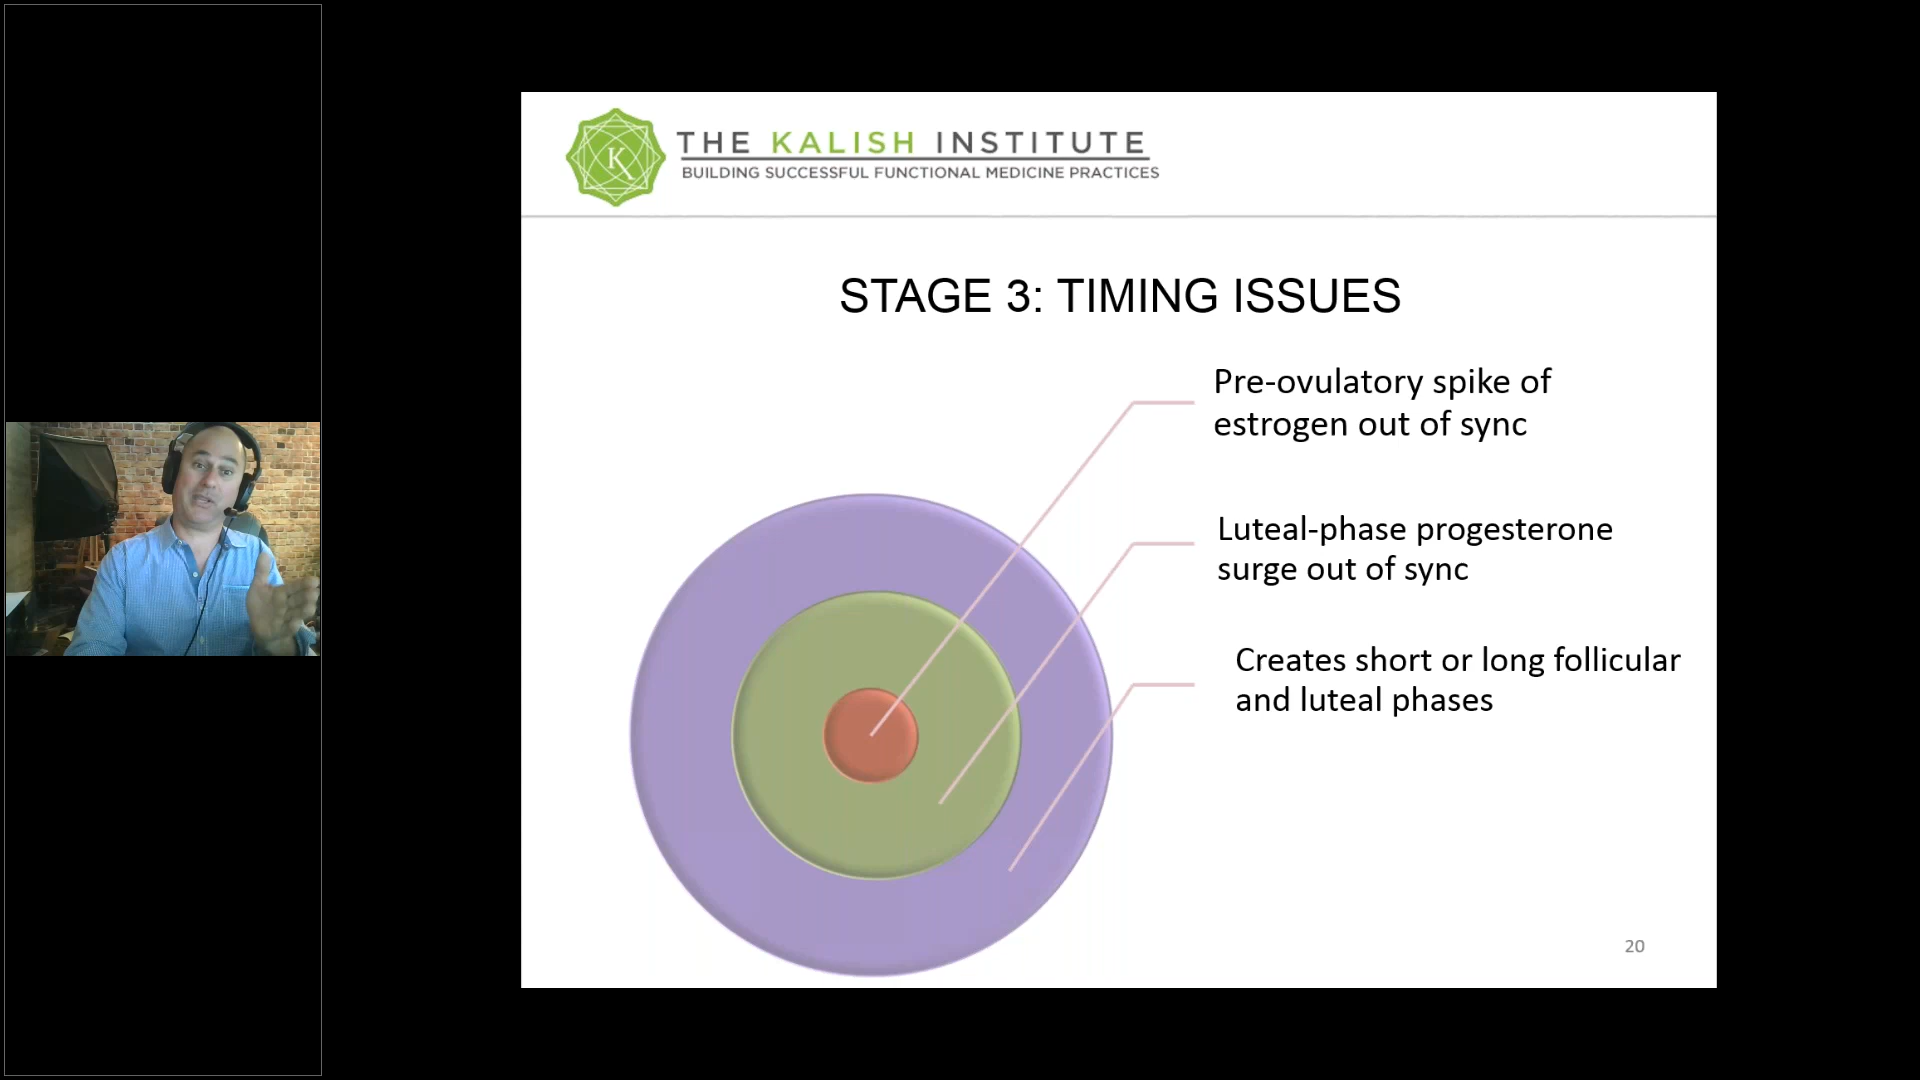 K
THE KALISH INSTITUTE
BUILDING SUCCESSFUL FUNCTIONAL MEDICINE PRACTICES
STAGE 3: TIMING ISSUES
Pre-ovulatory spike of
estrogen out of sync
Luteal-phase progesterone
surge out of sync
Creates short or long follicular
and luteal phases
20